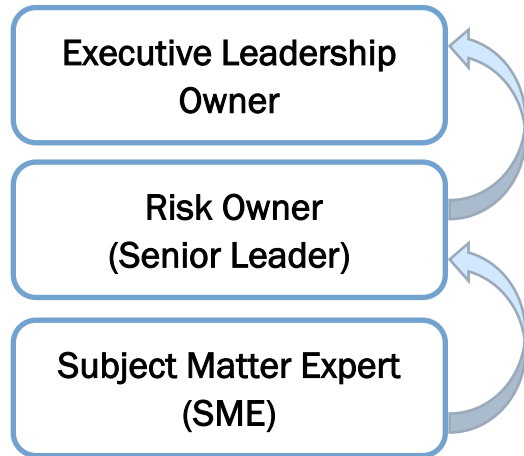 Executive Leadership
Owner
Risk Owner
(Senior Leader)
Subject Matter Expert
(SME)